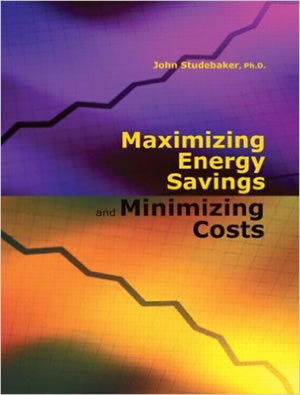 John Studebaker, Ph.D.
Maximizing
Energy
Savings
and Minimizing
Costs